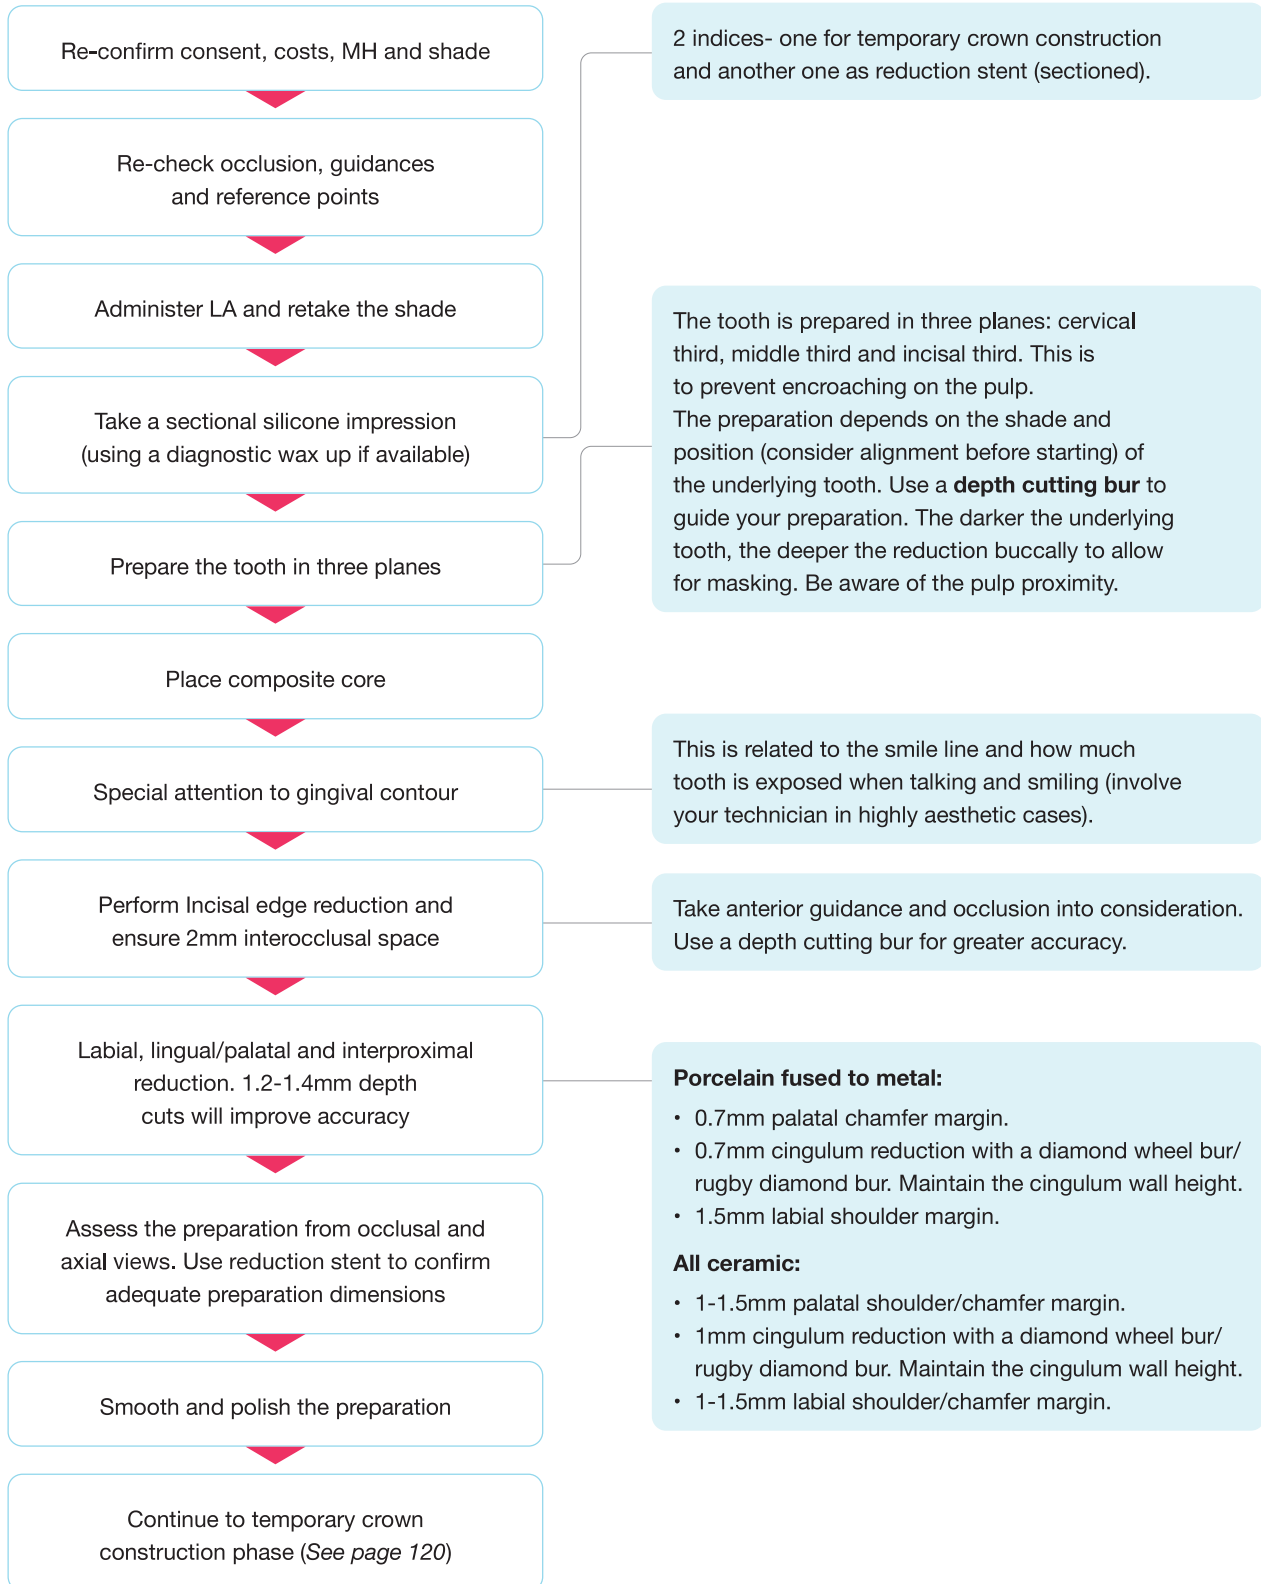 Re-confirm consent, costs, MH and shade
2 indices- one for temporary crown construction
and another one as reduction stent (sectioned).
Re-check occlusion, guidances
and reference points
Administer LA and retake the shade
Take a sectional silicone impression
(using a diagnostic wax up if available)
The tooth is prepared in three planes: cervical
third, middle third and incisal third. This is
to prevent encroaching on the pulp.
The preparation depends on the shade and
position (consider alignment before starting) of
the underlying tooth. Use a depth cutting bur to
guide your preparation. The darker the underlying
tooth, the deeper the reduction buccally to allow
for masking. Be aware of the pulp proximity.
Prepare the tooth in three planes
Place composite core
Special attention to gingival contour
This is related to the smile line and how much
tooth is exposed when talking and smiling (involve
your technician in highly aesthetic cases).
Perform Incisal edge reduction and
ensure 2mm interocclusal space
Take anterior guidance and occlusion into consideration.
Use a depth cutting bur for greater accuracy.
Labial, lingual/palatal and interproximal
reduction. 1.2-1.4mm depth
cuts will improve accuracy
Porcelain fused to metal:
• 0.7mm palatal chamfer margin.
• 0.7mm cingulum reduction with a diamond wheel bur/
rugby diamond bur. Maintain the cingulum wall height.
• 1.5mm labial shoulder margin.
All ceramic:
• 1-1.5mm palatal shoulder/chamfer margin.
• 1mm cingulum reduction with a diamond wheel bur/
rugby diamond bur. Maintain the cingulum wall height.
• 1-1.5mm labial shoulder/chamfer margin.
Assess the preparation from occlusal and
axial views. Use reduction stent to confirm
adequate preparation dimensions
Smooth and polish the preparation
Continue to temporary crown
construction phase (See page 120)